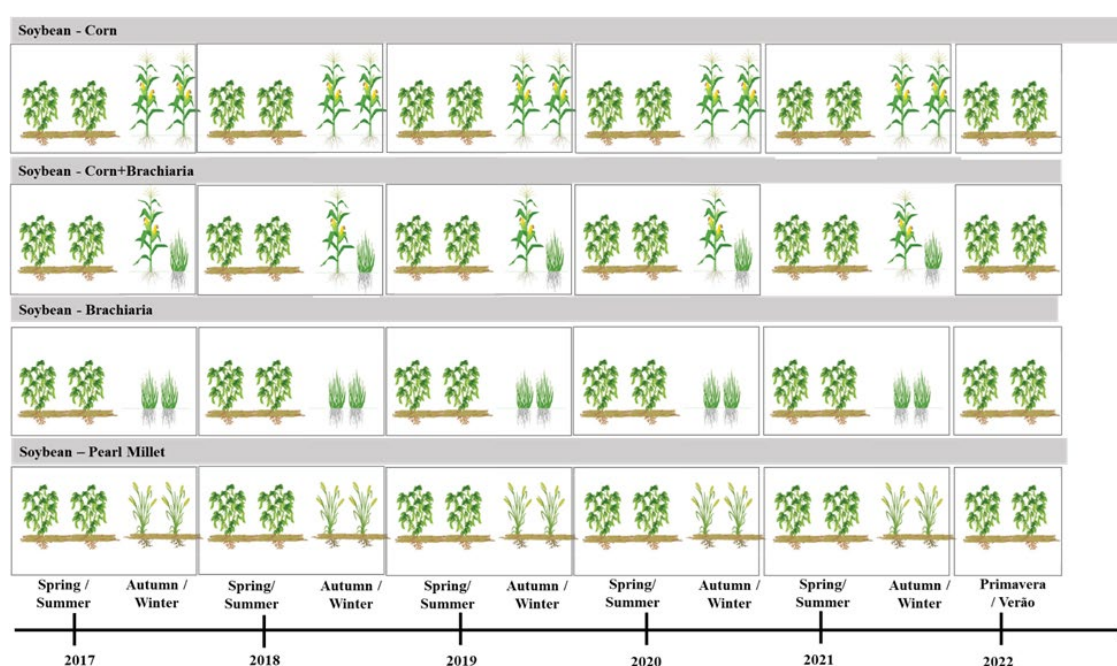 Soybean - Corn
Soybean - Corn+Brachiaria
Soybean - Brachiaria
Soybean – Pearl Millet
Spring / Autumn / Spring/ Autumn / Spring/ Autumn / Spring/ Autumn / Spring/ Autumn / Primavera
Summer Winter Summer Winter Summer Winter Summer Winter Summer Winter / Verão
2017 2018 2019 2020 2021 2022